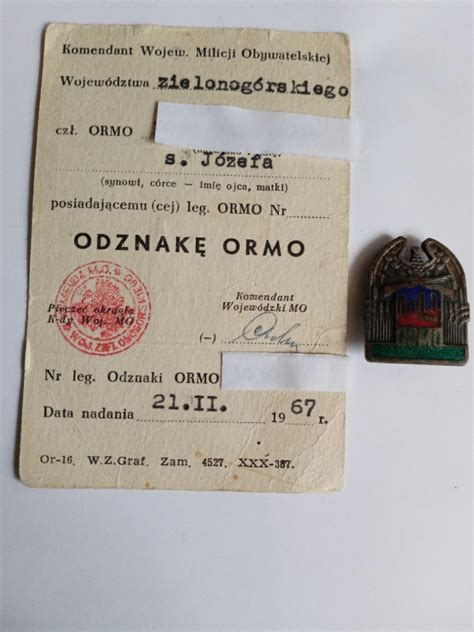 Komendant Wojew. Milicji Obywatelskiej
Województwa zielonogórskiego
czł. ORMO
s. Józefa
(synowi, córce — imię ojca, matki)
posiadającemu (cej) leg. ORMO Nr
ODZNAKĘ ORMO
Komendant
Pieczęć okrągła Wojewódzki MO
K-dy Woj. MO
(—)
Nr leg. Odznaki ORMO
Data nadania 21.II. 1967 r.
Or-16. W.Z.Graf. Zam. 4527. XXX-387.
ORMO